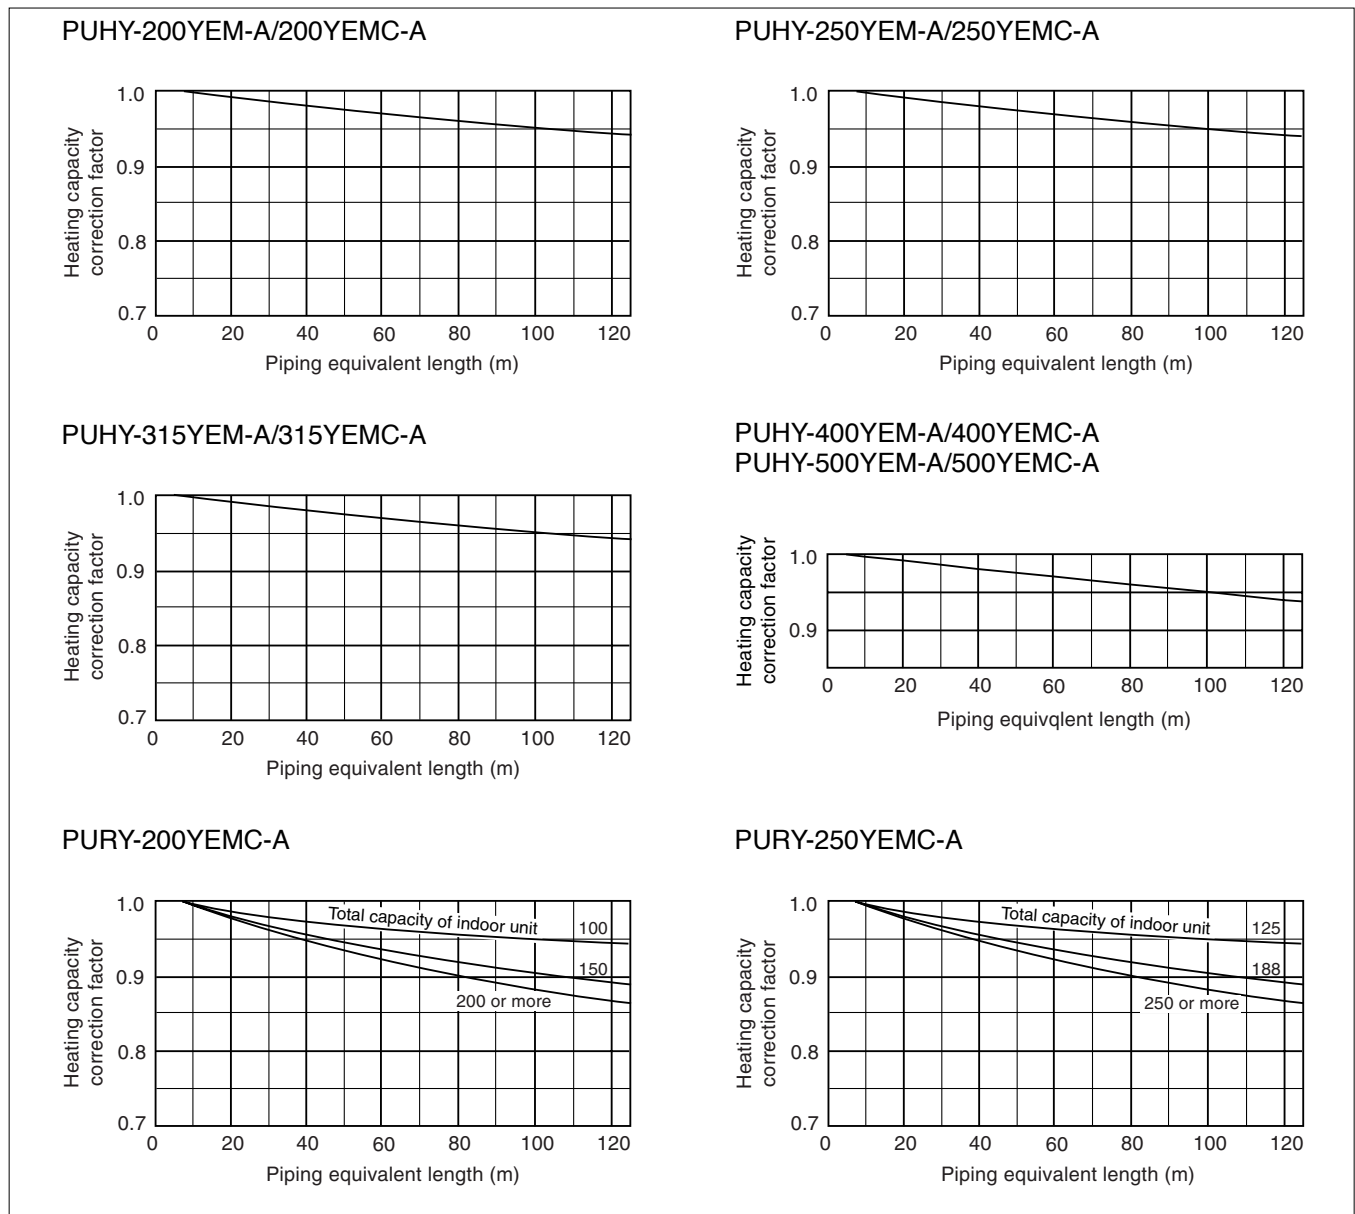 PUHY-200YEM-A/200YEMC-A
Heating capacity
correction factor
1.0
0.9
0.8
0.7
0 20 40 60 80 100 120
Piping equivalent length (m)
PUHY-250YEM-A/250YEMC-A
Heating capacity
correction factor
1.0
0.9
0.8
0.7
0 20 40 60 80 100 120
Piping equivalent length (m)
PUHY-315YEM-A/315YEMC-A
Heating capacity
correction factor
1.0
0.9
0.8
0.7
0 20 40 60 80 100 120
Piping equivalent length (m)
PUHY-400YEM-A/400YEMC-A
PUHY-500YEM-A/500YEMC-A
Heating capacity
correction factor
1.0
0.9
0 20 40 60 80 100 120
Piping equivqlent length (m)
PURY-200YEMC-A
Heating capacity
correction factor
1.0
0.9
0.8
0.7
Total capacity of indoor unit
100
150
200 or more
0 20 40 60 80 100 120
Piping equivalent length (m)
PURY-250YEMC-A
Heating capacity
correction factor
1.0
0.9
0.8
0.7
Total capacity of indoor unit
125
188
250 or more
0 20 40 60 80 100 120
Piping equivalent length (m)